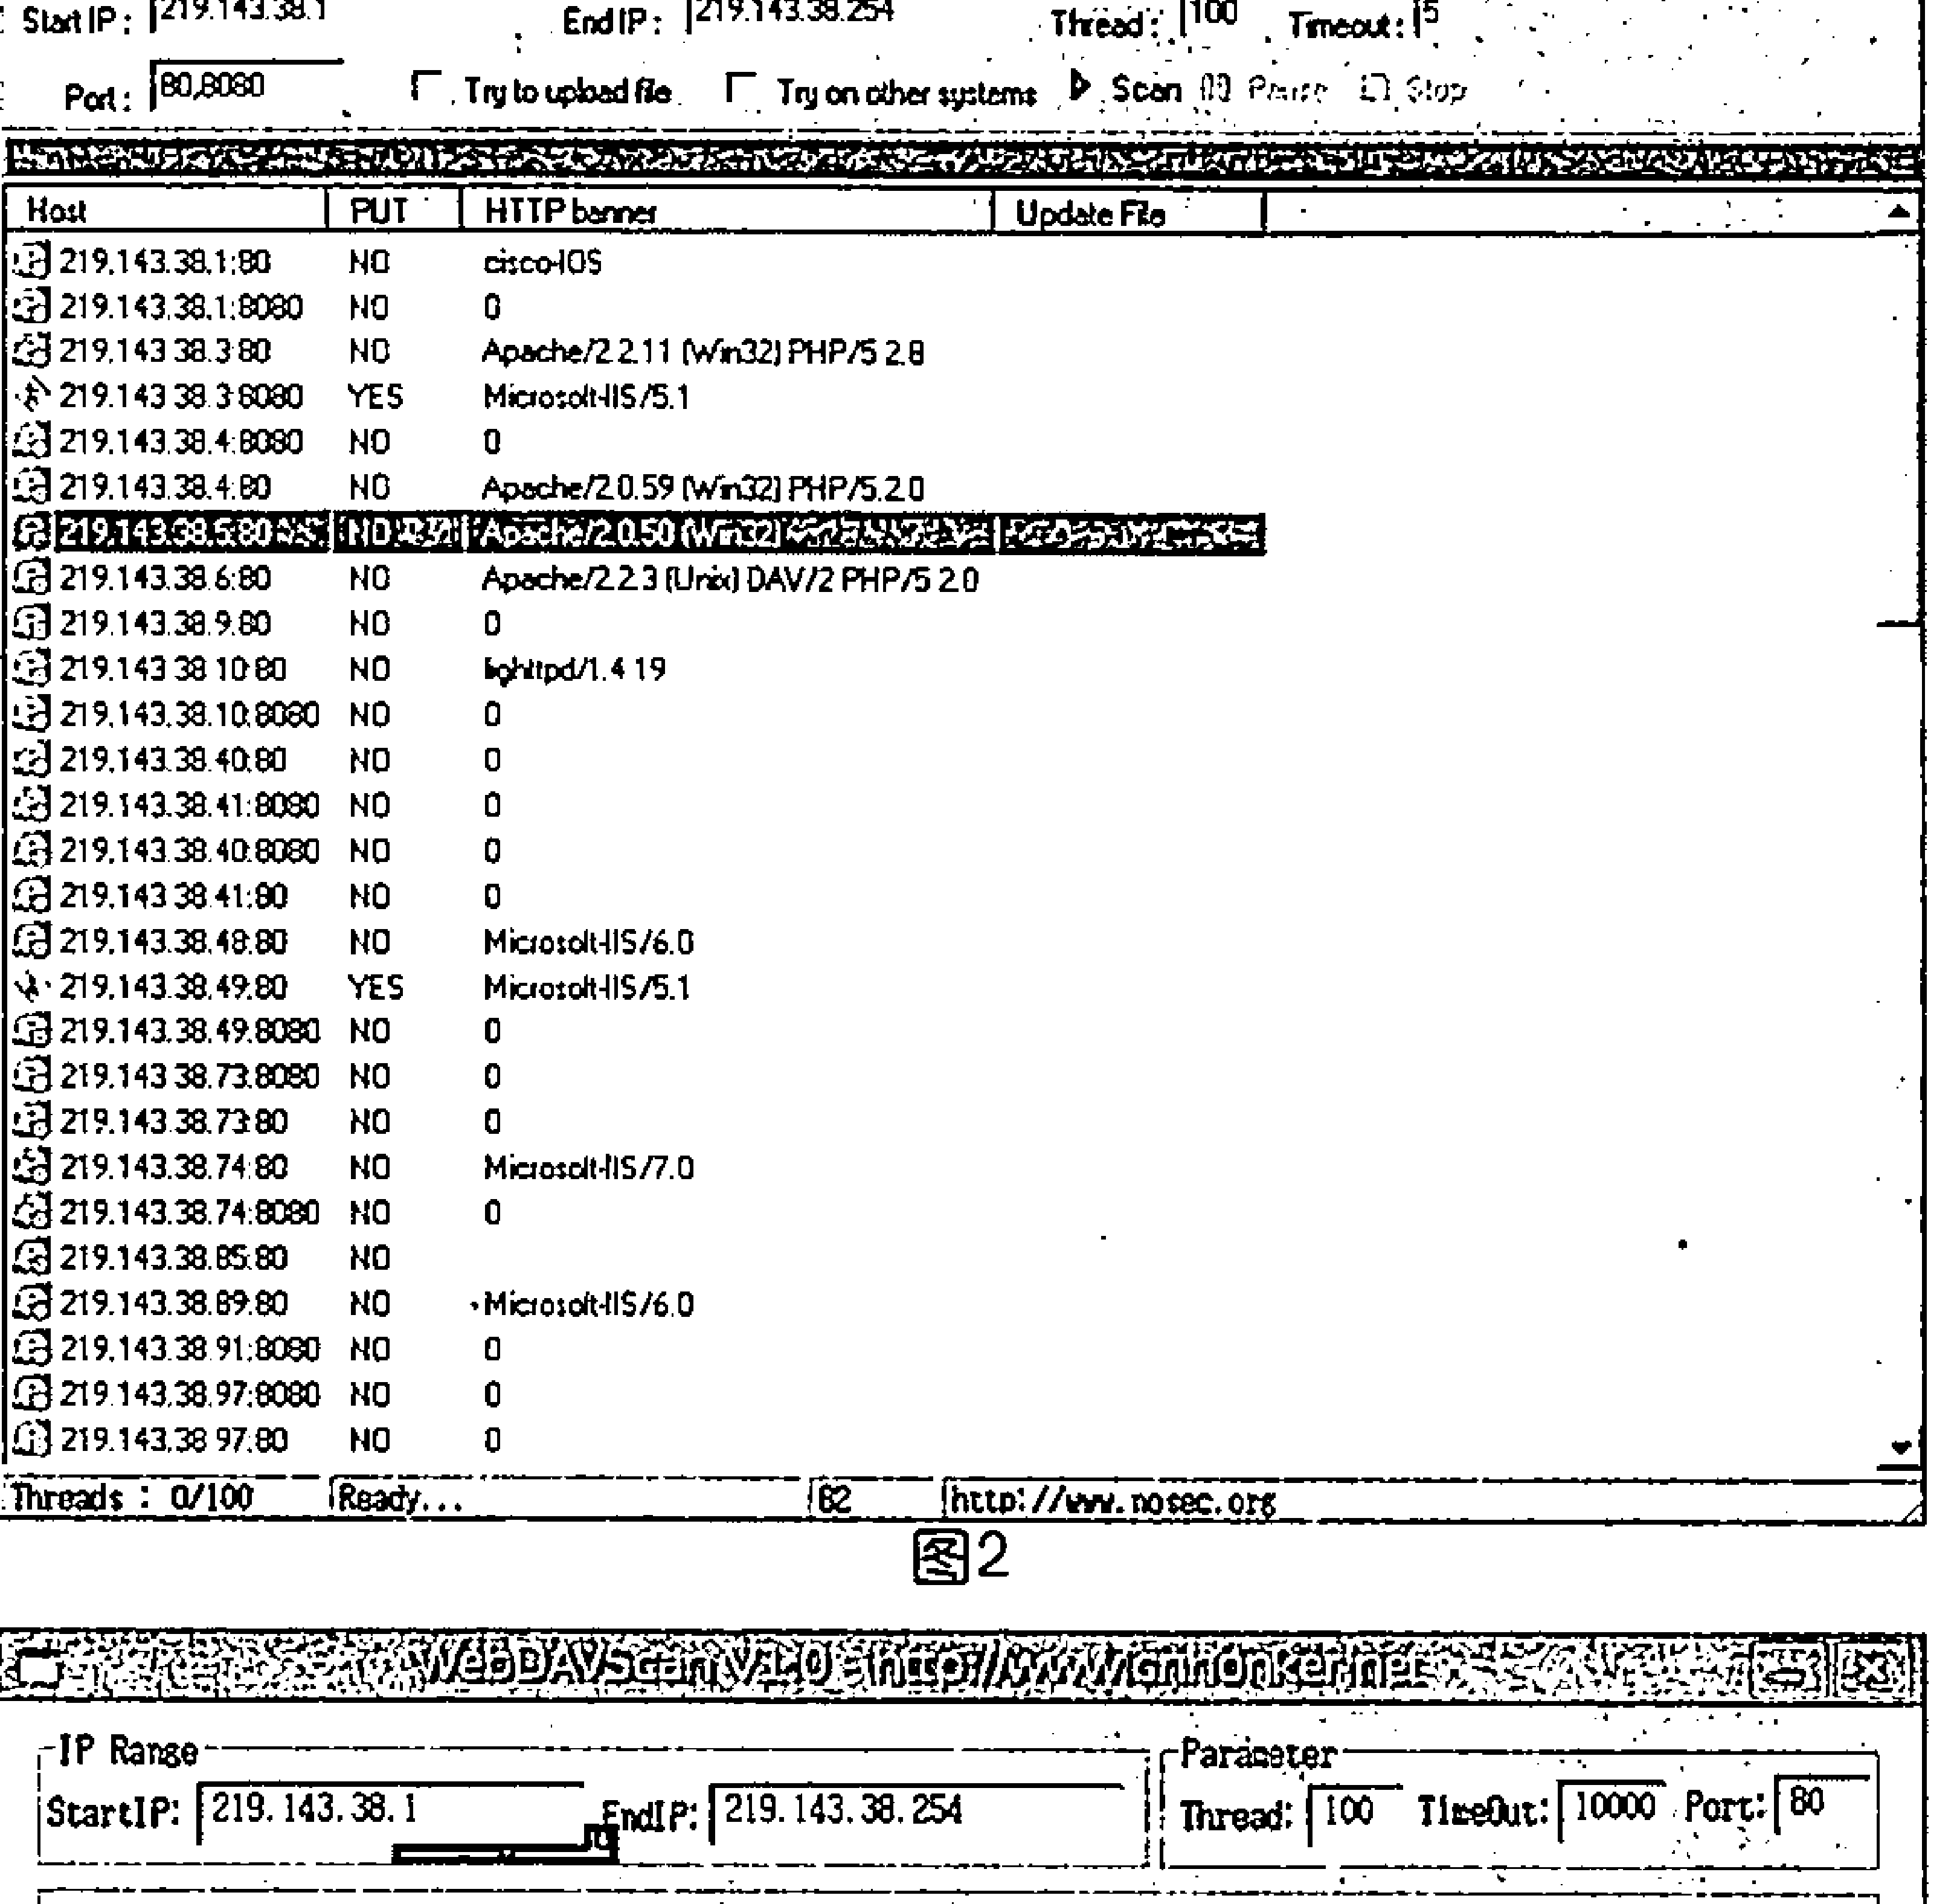 Start IP: 219.143.38.1 End IP: 219.143.38.254 Thread: 100 Timeout: 5
Port: 80,8080 Try to upload file Try on other systems Scan Pause Stop
Host PUT HTTP banner Update File
219.143.38.1:80 NO cisco-IOS
219.143.38.1:8080 NO 0
219.143.38.3:80 NO Apache/2.2.11 (Win32) PHP/5.2.8
219.143.38.3:8080 YES Microsoft-IIS/5.1
219.143.38.4:8080 NO 0
219.143.38.4:80 NO Apache/2.0.59 (Win32) PHP/5.2.0
219.143.38.5:80 NO Apache/2.0.50 (Win32)
219.143.38.6:80 NO Apache/2.2.3 (Unix) DAV/2 PHP/5.2.0
219.143.38.9:80 NO 0
219.143.38.10:80 NO lighttpd/1.4.19
219.143.38.10:8080 NO 0
219.143.38.40:80 NO 0
219.143.38.41:8080 NO 0
219.143.38.40:8080 NO 0
219.143.38.41:80 NO 0
219.143.38.48:80 NO Microsoft-IIS/6.0
219.143.38.49:80 YES Microsoft-IIS/5.1
219.143.38.49:8080 NO 0
219.143.38.73:8080 NO 0
219.143.38.73:80 NO 0
219.143.38.74:80 NO Microsoft-IIS/7.0
219.143.38.74:8080 NO 0
219.143.38.85:80 NO
219.143.38.89:80 NO Microsoft-IIS/6.0
219.143.38.91:8080 NO 0
219.143.38.97:8080 NO 0
219.143.38.97:80 NO 0
Threads : 0/100 Ready... 62 http://www.nosec.org
图2
WebDAVScan V1.0 - http://www.cnhonker.net
IP Range Parameter
StartIP: 219.143.38.1 EndIP: 219.143.38.254 Thread: 100 TimeOut: 10000 Port: 80